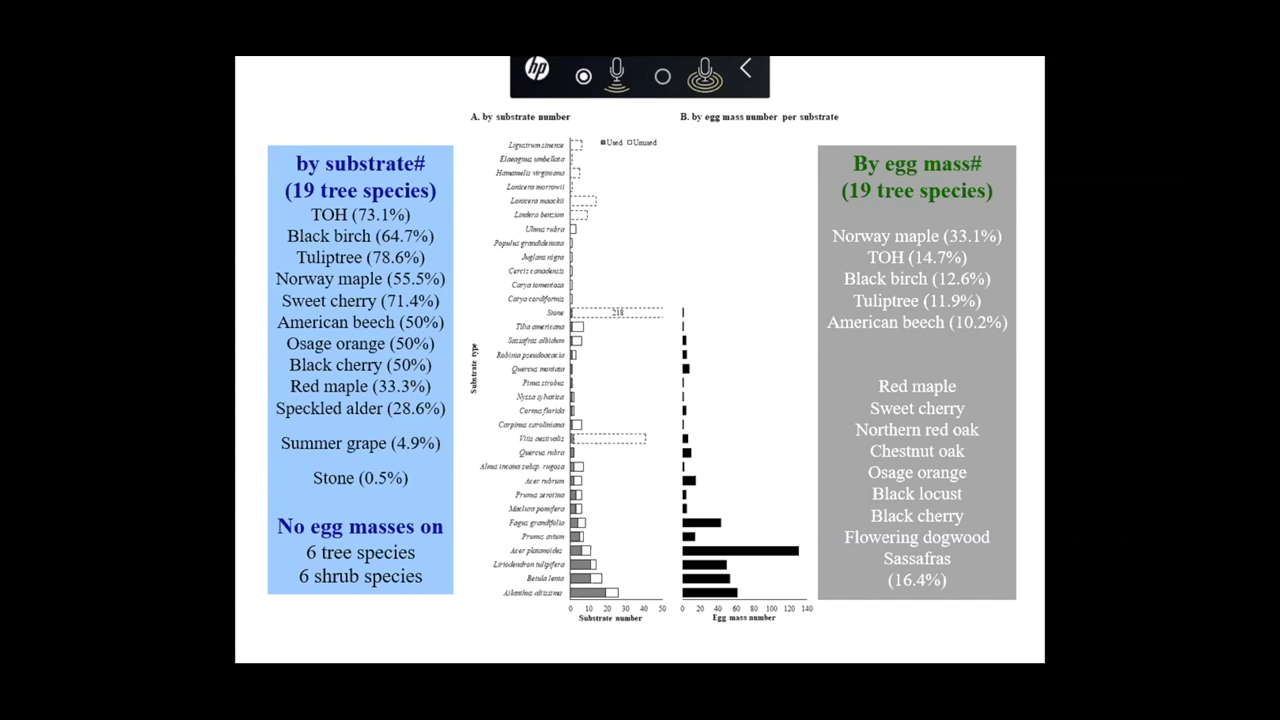 hp
A. by substrate number
B. by egg mass number per substrate
by substrate#
(19 tree species)
TOH (73.1%)
Black birch (64.7%)
Tuliptree (78.6%)
Norway maple (55.5%)
Sweet cherry (71.4%)
American beech (50%)
Osage orange (50%)
Black cherry (50%)
Red maple (33.3%)
Speckled alder (28.6%)
Summer grape (4.9%)
Stone (0.5%)
No egg masses on
6 tree species
6 shrub species
Used Unused
Substrate type
Ligustrum sinense
Elaeagnus umbellata
Hamamelis virginiana
Lonicera morrowii
Lonicera maackii
Lindera benzion
Ulmus rubra
Populus grandidentata
Juglans nigra
Cercis canadensis
Carya tomentosa
Carya cordiformis
Stone
218
Tilia americana
Sassafras albidum
Robinia pseudoacacia
Quercus montata
Pinus strobus
Nyssa sylvatica
Cornus florida
Carpinus caroliniana
Vitis aestivalis
Quercus rubra
Alnus incana subsp. rugosa
Acer rubrum
Prunus serotina
Maclura pomifera
Fagus grandifolia
Prunus avium
Acer platanoides
Liriodendron tulipifera
Betula lenta
Ailanthus altissima
0 10 20 30 40 50
Substrate number
0 20 40 60 80 100 120 140
Egg mass number
By egg mass#
(19 tree species)
Norway maple (33.1%)
TOH (14.7%)
Black birch (12.6%)
Tuliptree (11.9%)
American beech (10.2%)
Red maple
Sweet cherry
Northern red oak
Chestnut oak
Osage orange
Black locust
Black cherry
Flowering dogwood
Sassafras
(16.4%)